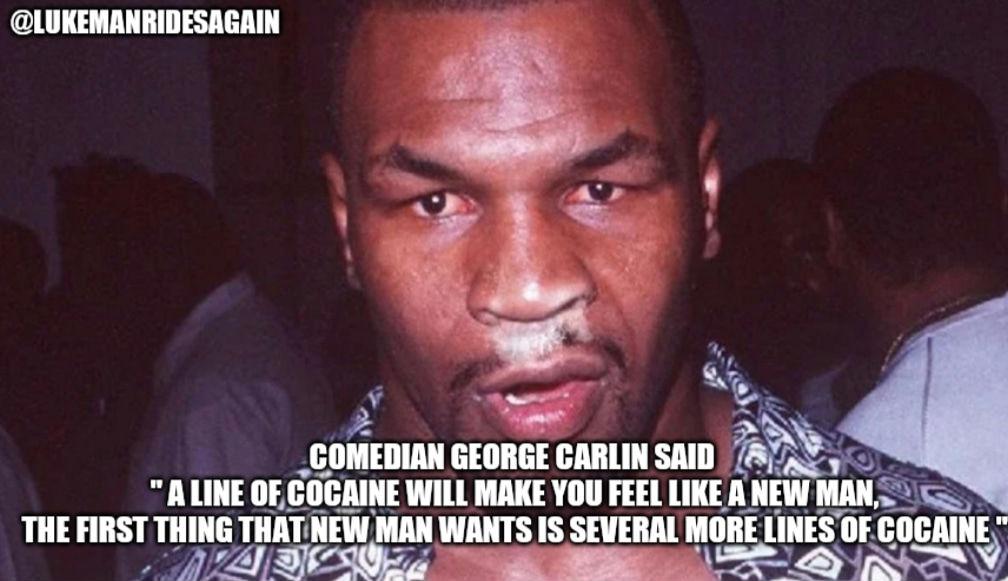 @LUKEMANRIDESAGAIN
COMEDIAN GEORGE CARLIN SAID
" A LINE OF COCAINE WILL MAKE YOU FEEL LIKE A NEW MAN,
THE FIRST THING THAT NEW MAN WANTS IS SEVERAL MORE LINES OF COCAINE "